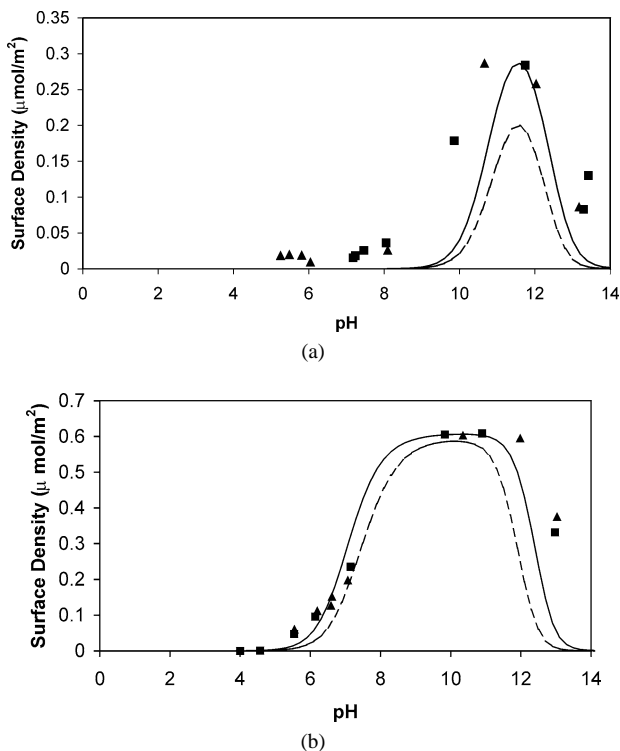 0.35
0.3
0.25
0.2
0.15
0.1
0.05
0
Surface Density (μmol/m²)
0 2 4 6 8 10 12 14
pH
(a)
0.7
0.6
0.5
0.4
0.3
0.2
0.1
0
Surface Density (μ mol/m²)
0 2 4 6 8 10 12 14
pH
(b)